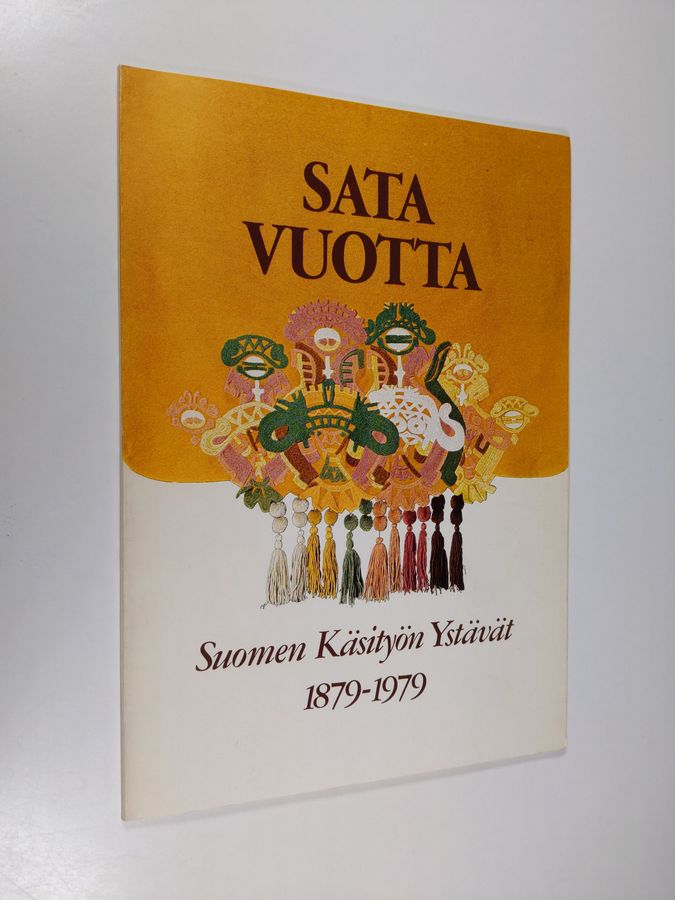 SATA
VUOTTA
Suomen Käsityön Ystävät
1879-1979